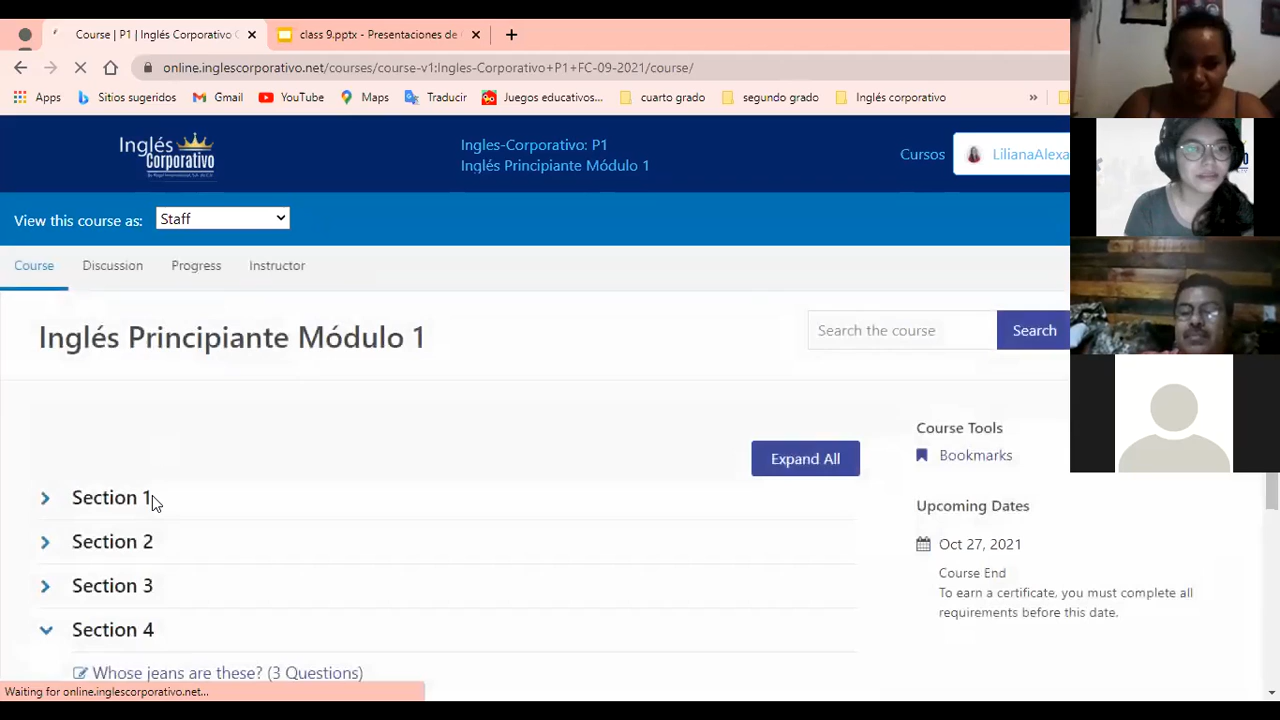 Course | P1 | Inglés Corporativo
class 9.pptx - Presentaciones de
online.inglescorporativo.net/courses/course-v1:Ingles-Corporativo+P1+FC-09-2021/course/
Apps Sitios sugeridos Gmail YouTube Maps Traducir Juegos educativos... cuarto grado segundo grado Inglés corporativo »
Inglés
Corporativo
Ingles-Corporativo: P1
Inglés Principiante Módulo 1
Cursos
LilianaAlexa
View this course as: Staff
Course Discussion Progress Instructor
Inglés Principiante Módulo 1
Search the course Search
Expand All
Section 1
Section 2
Section 3
Section 4
Whose jeans are these? (3 Questions)
Course Tools
Bookmarks
Upcoming Dates
Oct 27, 2021
Course End
To earn a certificate, you must complete all
requirements before this date.
Waiting for online.inglescorporativo.net...